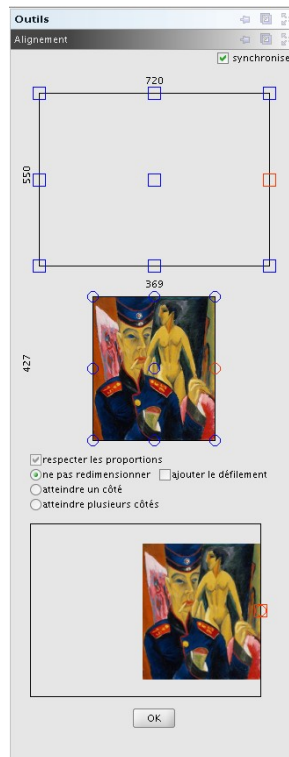 Outils
Alignement
synchronise
720
550
369
427
respecter les proportions
ne pas redimensionner ajouter le défilement
atteindre un côté
atteindre plusieurs côtés
OK